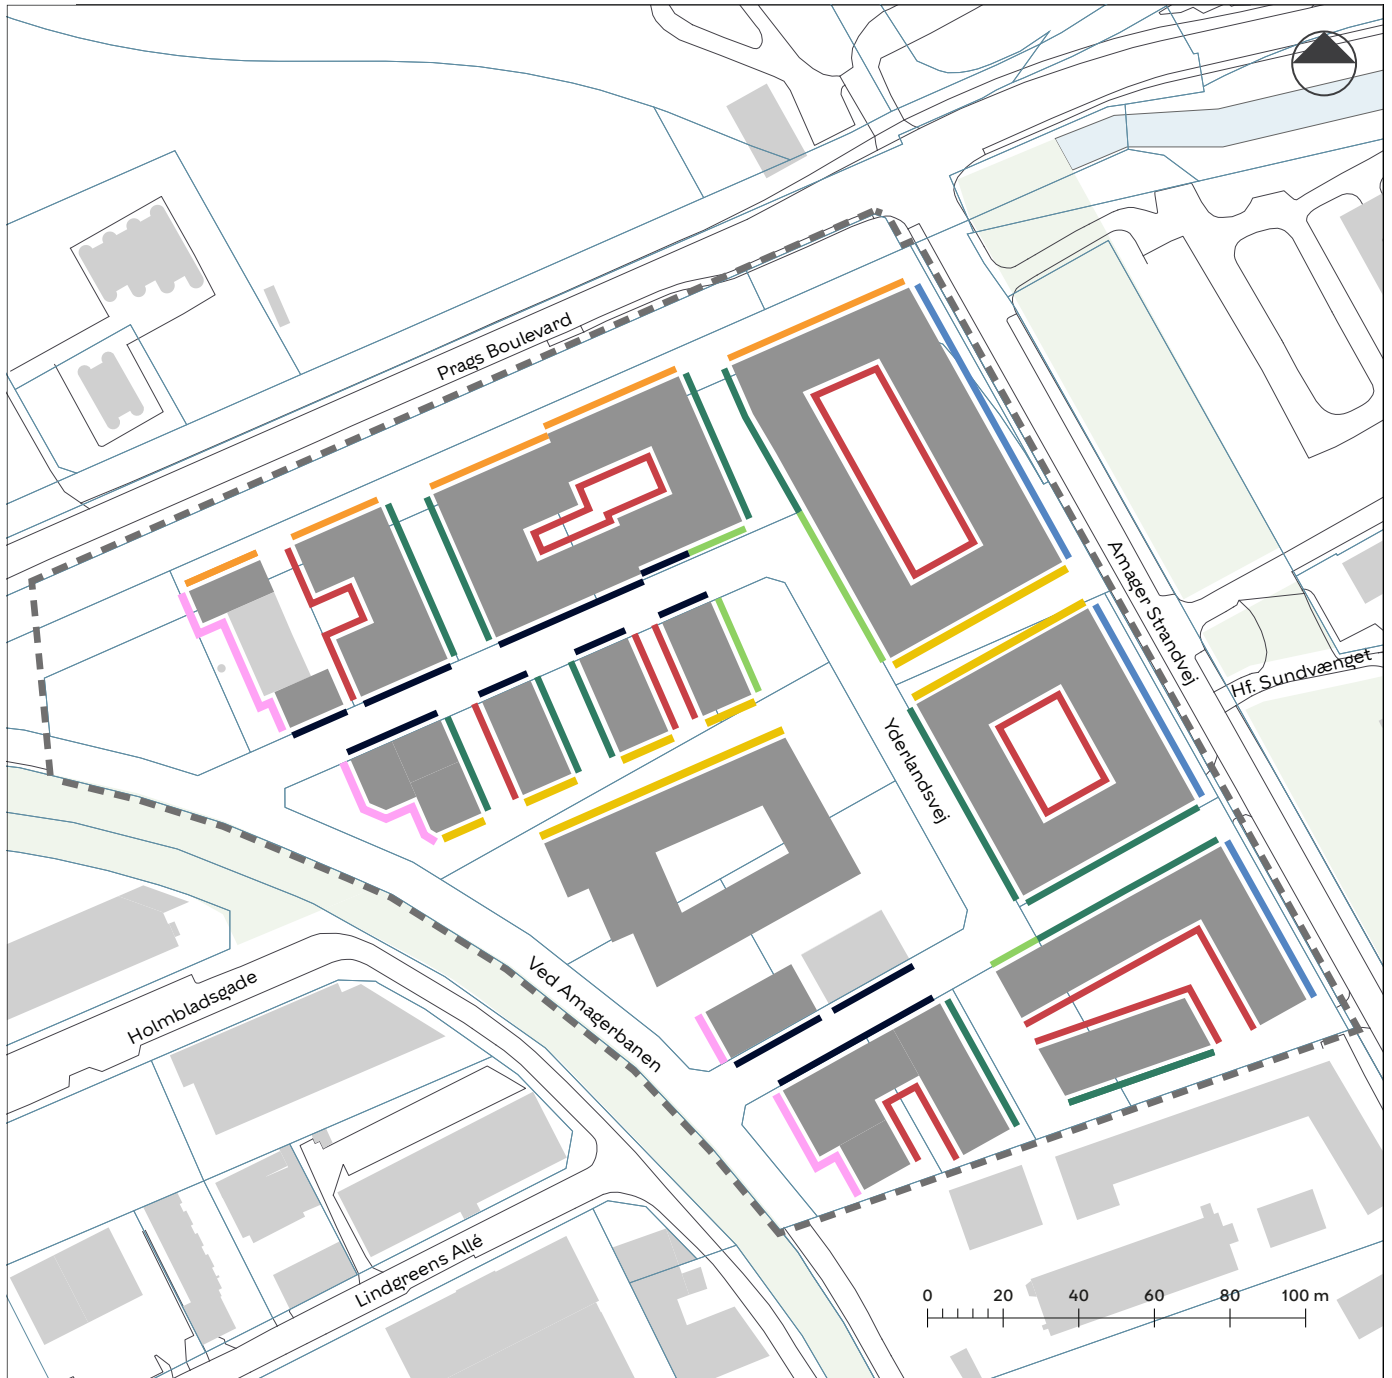 Prags Boulevard
Amager Strandvej
Hf. Sundvænget
Yderlandsvej
Ved Amagerbanen
Holmbladsgade
Lindgreens Allé
0 20 40 60 80 100 m